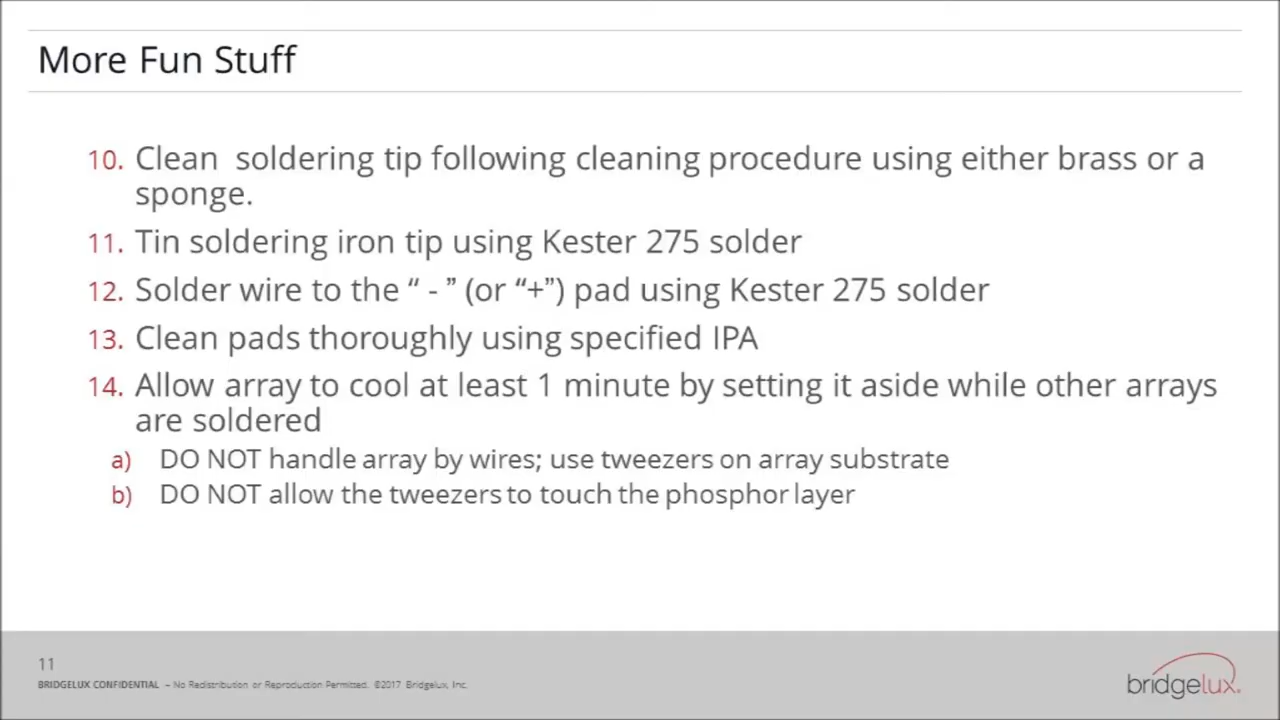 More Fun Stuff
10. Clean  soldering tip following cleaning procedure using either brass or a
sponge.
11. Tin soldering iron tip using Kester 275 solder
12. Solder wire to the “ - ” (or “+”) pad using Kester 275 solder
13. Clean pads thoroughly using specified IPA
14. Allow array to cool at least 1 minute by setting it aside while other arrays
are soldered
a) DO NOT handle array by wires; use tweezers on array substrate
b) DO NOT allow the tweezers to touch the phosphor layer
11
BRIDGELUX CONFIDENTIAL – No Redistribution or Reproduction Permitted. ©2017 Bridgelux, Inc.
bridgelux.